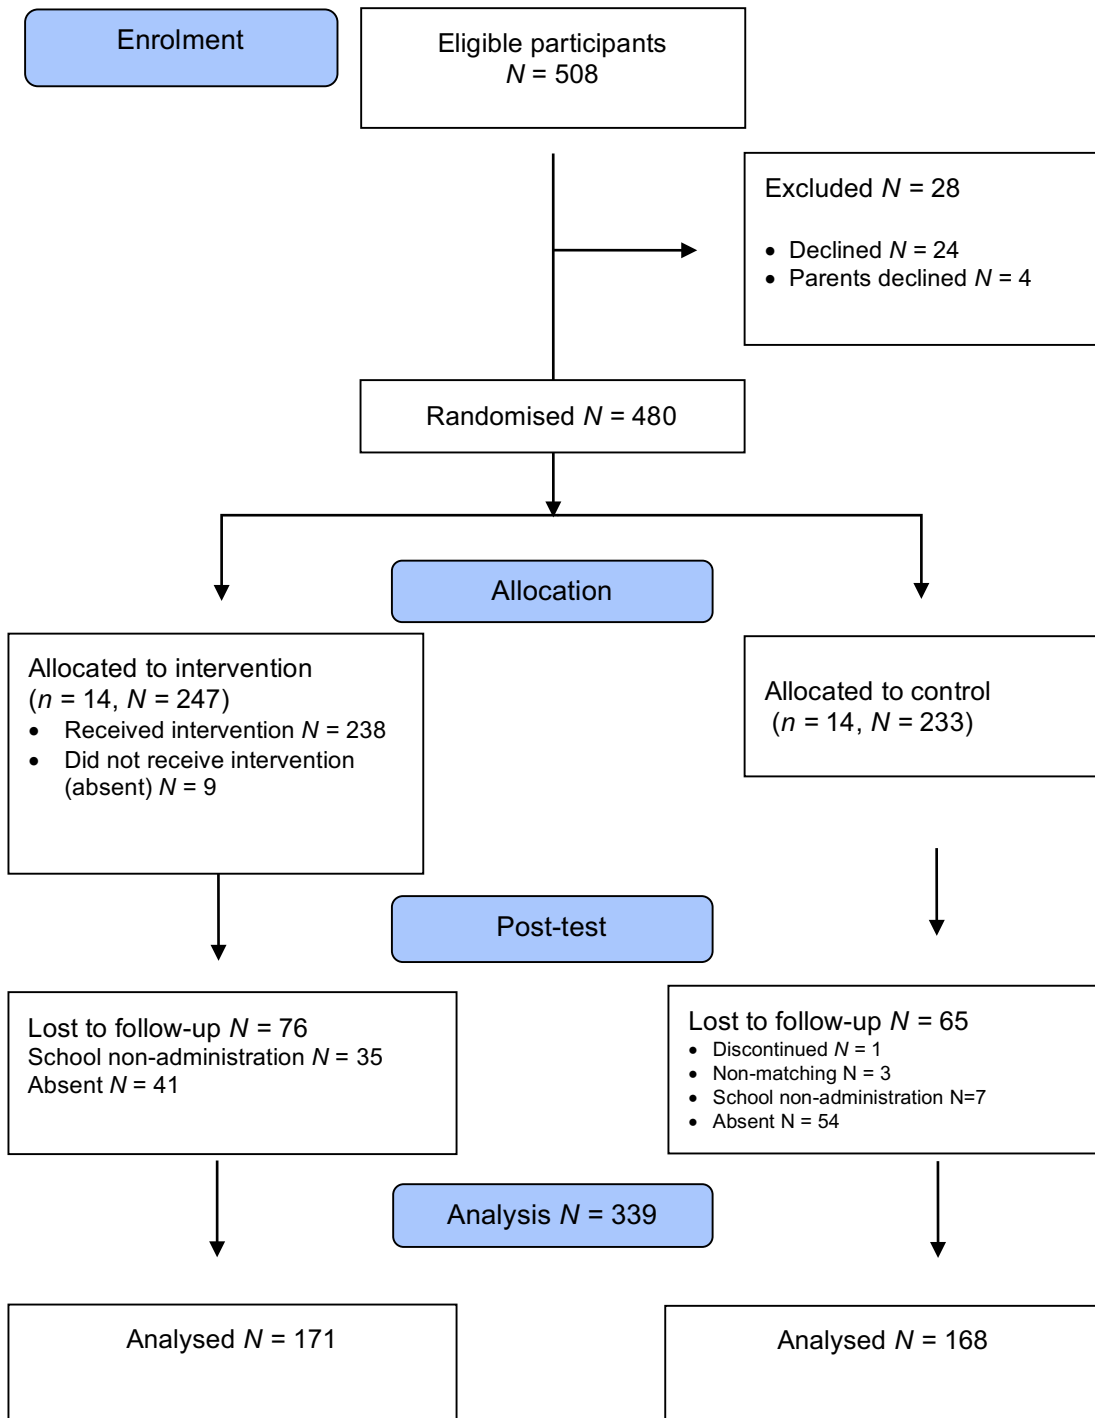 Enrolment
Eligible participants
N = 508
Excluded N = 28
• Declined N = 24
• Parents declined N = 4
Randomised N = 480
Allocation
Allocated to intervention
(n = 14, N = 247)
• Received intervention N = 238
• Did not receive intervention
(absent) N = 9
Allocated to control
(n = 14, N = 233)
Post-test
Lost to follow-up N = 76
School non-administration N = 35
Absent N = 41
Lost to follow-up N = 65
• Discontinued N = 1
• Non-matching N = 3
• School non-administration N=7
• Absent N = 54
Analysis N = 339
Analysed N = 171
Analysed N = 168